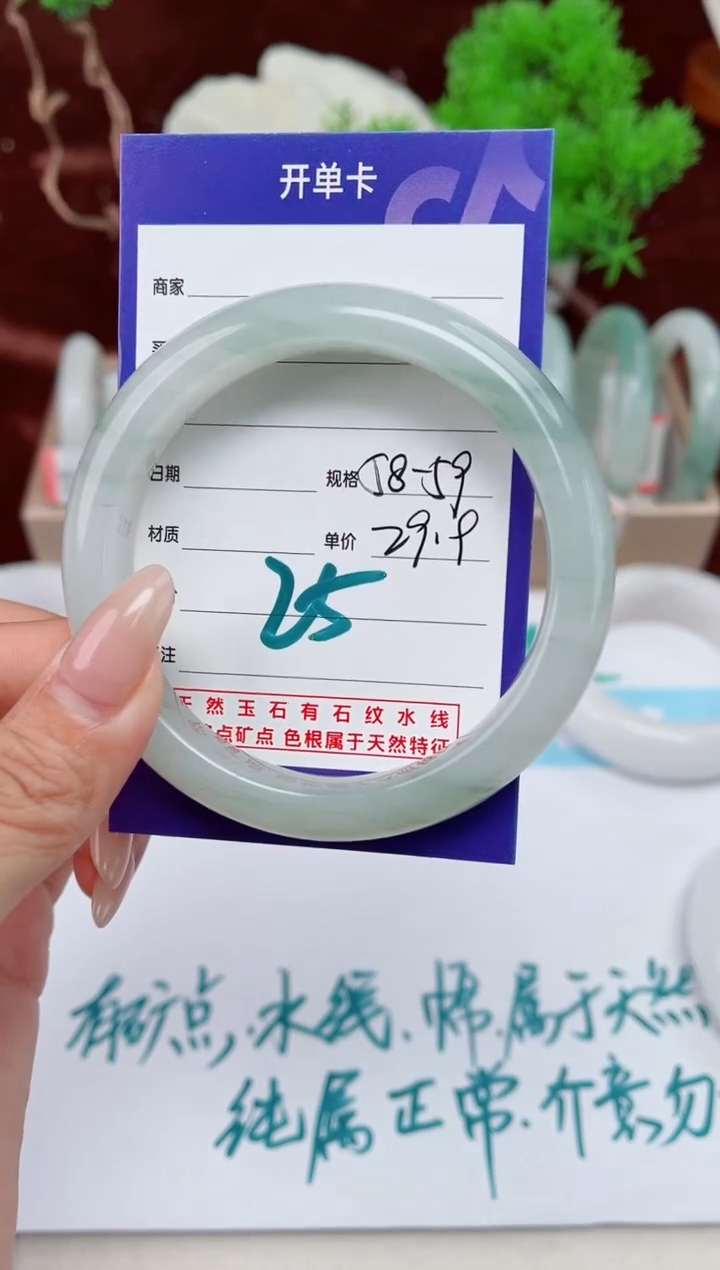 开单卡
商家
日期 规格 58-59
材质 单价 29.9
25
注
天然玉石有石纹水线
点矿点 色根属于天然特征
有矿点,水线.棉.属于天然
纯属正常.介意勿